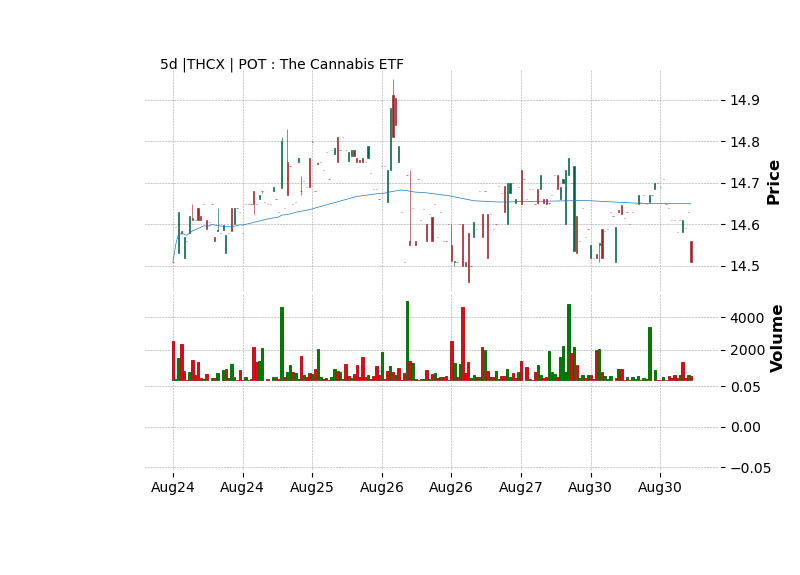 5d |THCX | POT : The Cannabis ETF
14.9
14.8
14.7
14.6
14.5
Price
4000
2000
Volume
0.05
0.00
−0.05
Aug24 Aug24 Aug25 Aug26 Aug26 Aug27 Aug30 Aug30